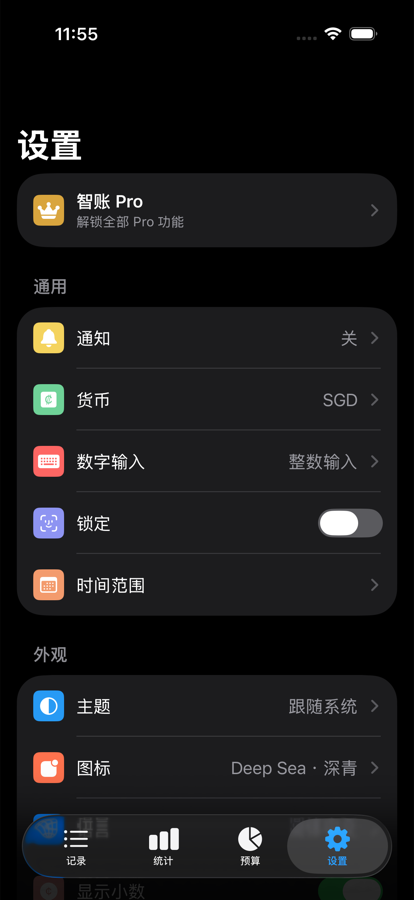 11:55
设置
智账 Pro
解锁全部 Pro 功能
通用
通知 关
货币 SGD
数字输入 整数输入
锁定
时间范围
外观
主题 跟随系统
图标 Deep Sea · 深青
记录 统计 预算 设置
显示小数